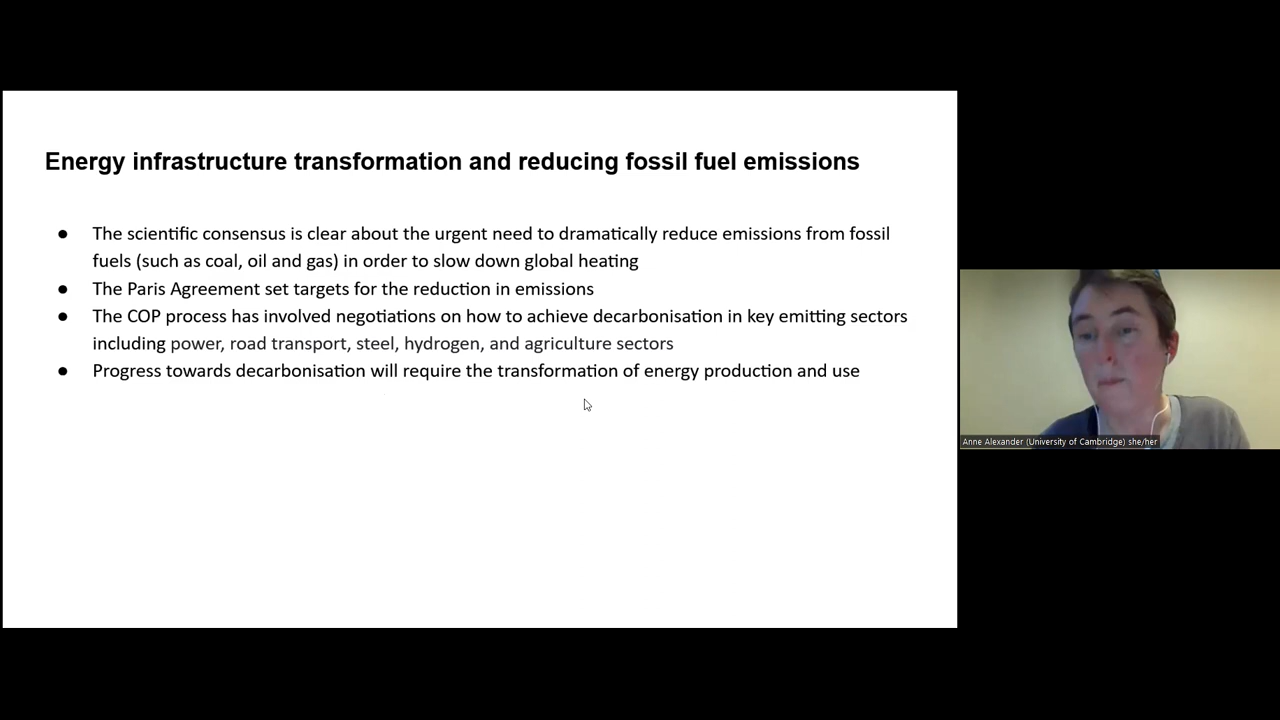 Energy infrastructure transformation and reducing fossil fuel emissions
● The scientific consensus is clear about the urgent need to dramatically reduce emissions from fossil
fuels (such as coal, oil and gas) in order to slow down global heating
● The Paris Agreement set targets for the reduction in emissions
● The COP process has involved negotiations on how to achieve decarbonisation in key emitting sectors
including power, road transport, steel, hydrogen, and agriculture sectors
● Progress towards decarbonisation will require the transformation of energy production and use
Anne Alexander (University of Cambridge) she/her